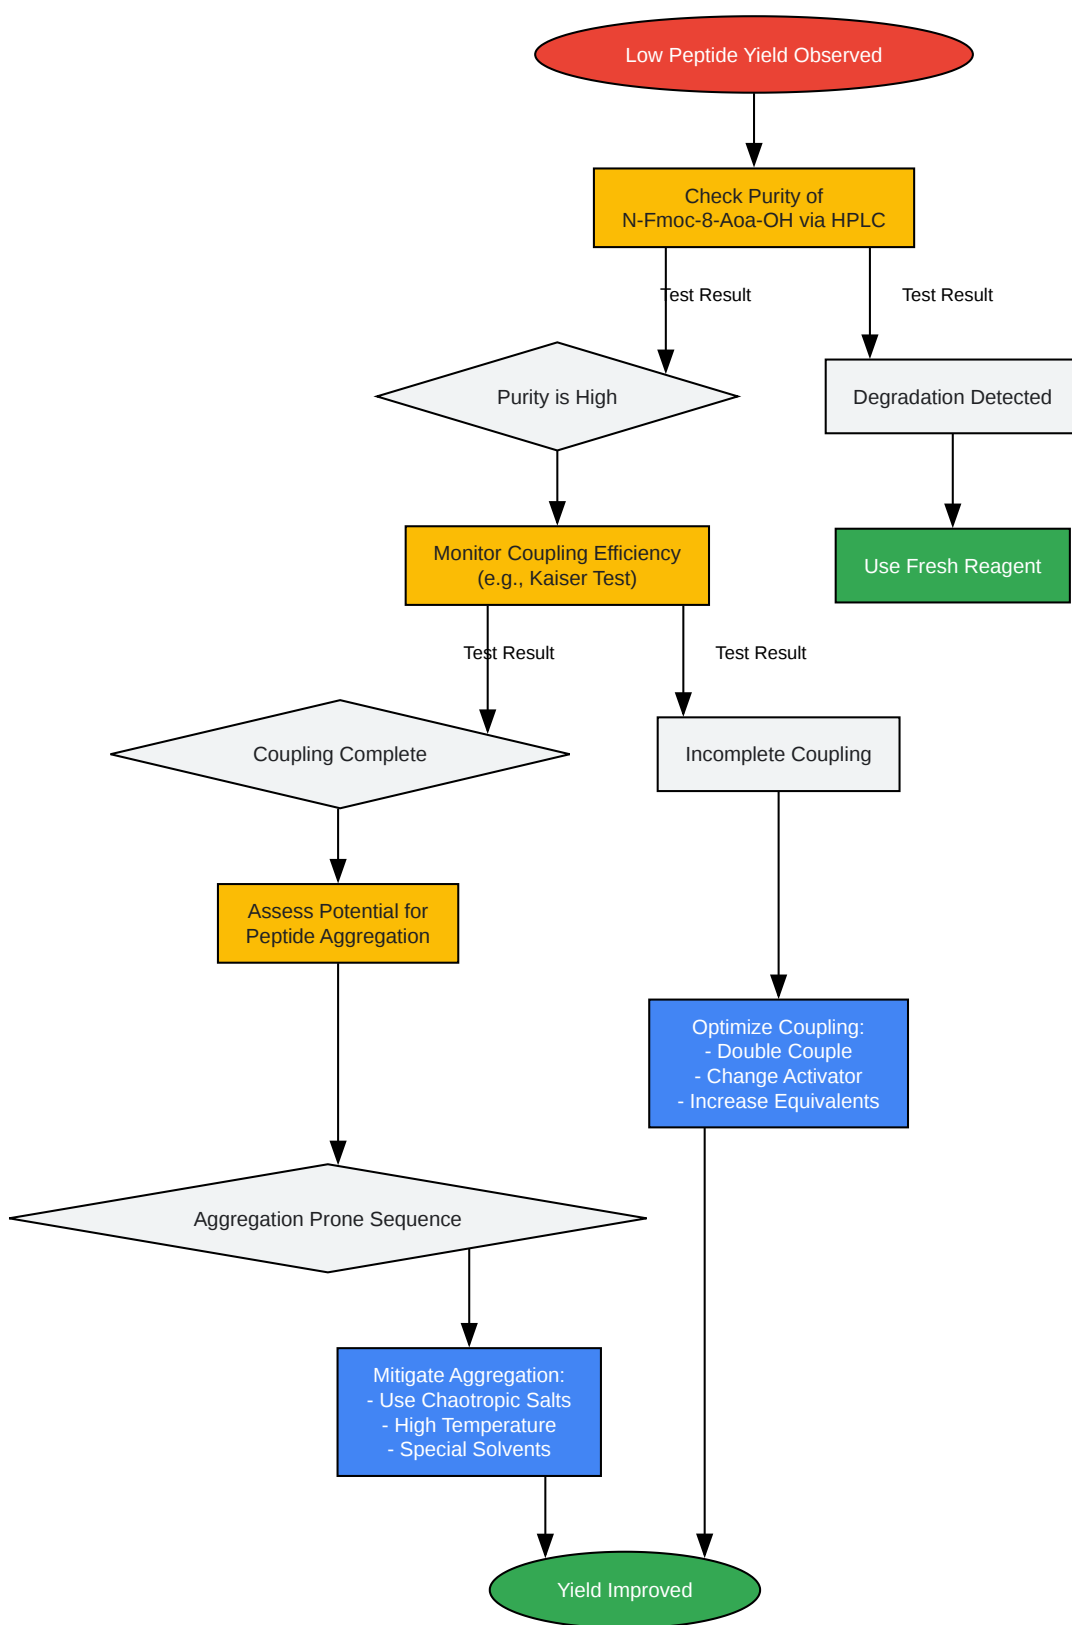 Low Peptide Yield Observed
Check Purity of
N-Fmoc-8-Aoa-OH via HPLC
Test Result
Test Result
Purity is High
Degradation Detected
Monitor Coupling Efficiency
(e.g., Kaiser Test)
Use Fresh Reagent
Test Result
Test Result
Coupling Complete
Incomplete Coupling
Assess Potential for
Peptide Aggregation
Optimize Coupling:
- Double Couple
- Change Activator
- Increase Equivalents
Aggregation Prone Sequence
Mitigate Aggregation:
- Use Chaotropic Salts
- High Temperature
- Special Solvents
Yield Improved